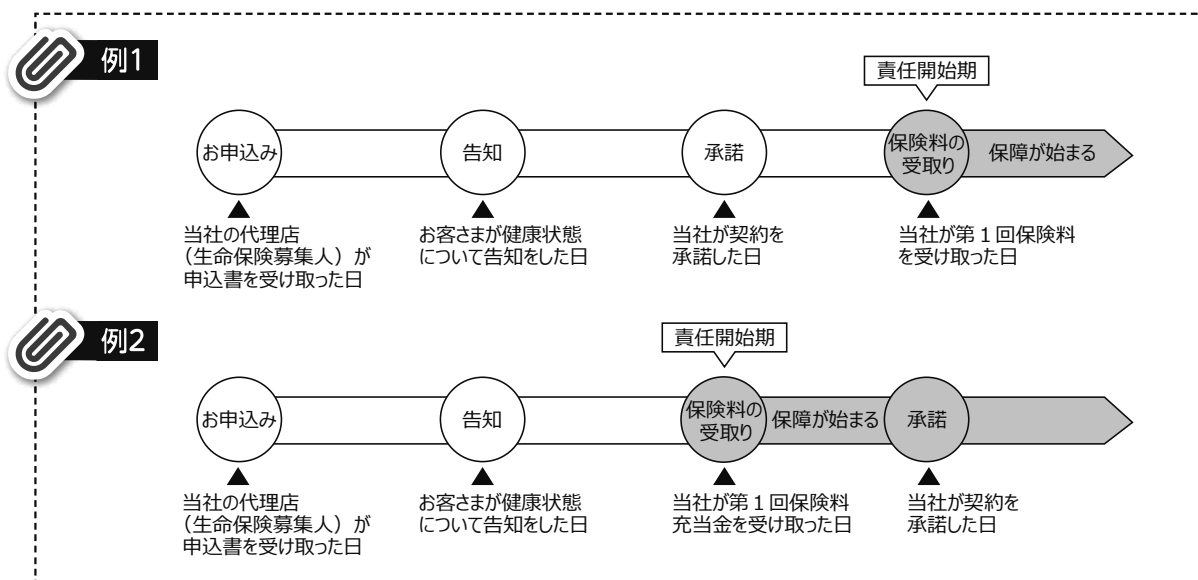 例1
責任開始期
お申込み
告知
承諾
保険料の
受取り
保障が始まる
当社の代理店
（生命保険募集人）が
申込書を受け取った日
お客さまが健康状態
について告知をした日
当社が契約を
承諾した日
当社が第１回保険料
を受け取った日
例2
責任開始期
お申込み
告知
保険料の
受取り
保障が始まる
承諾
当社の代理店
（生命保険募集人）が
申込書を受け取った日
お客さまが健康状態
について告知をした日
当社が第１回保険料
充当金を受け取った日
当社が契約を
承諾した日